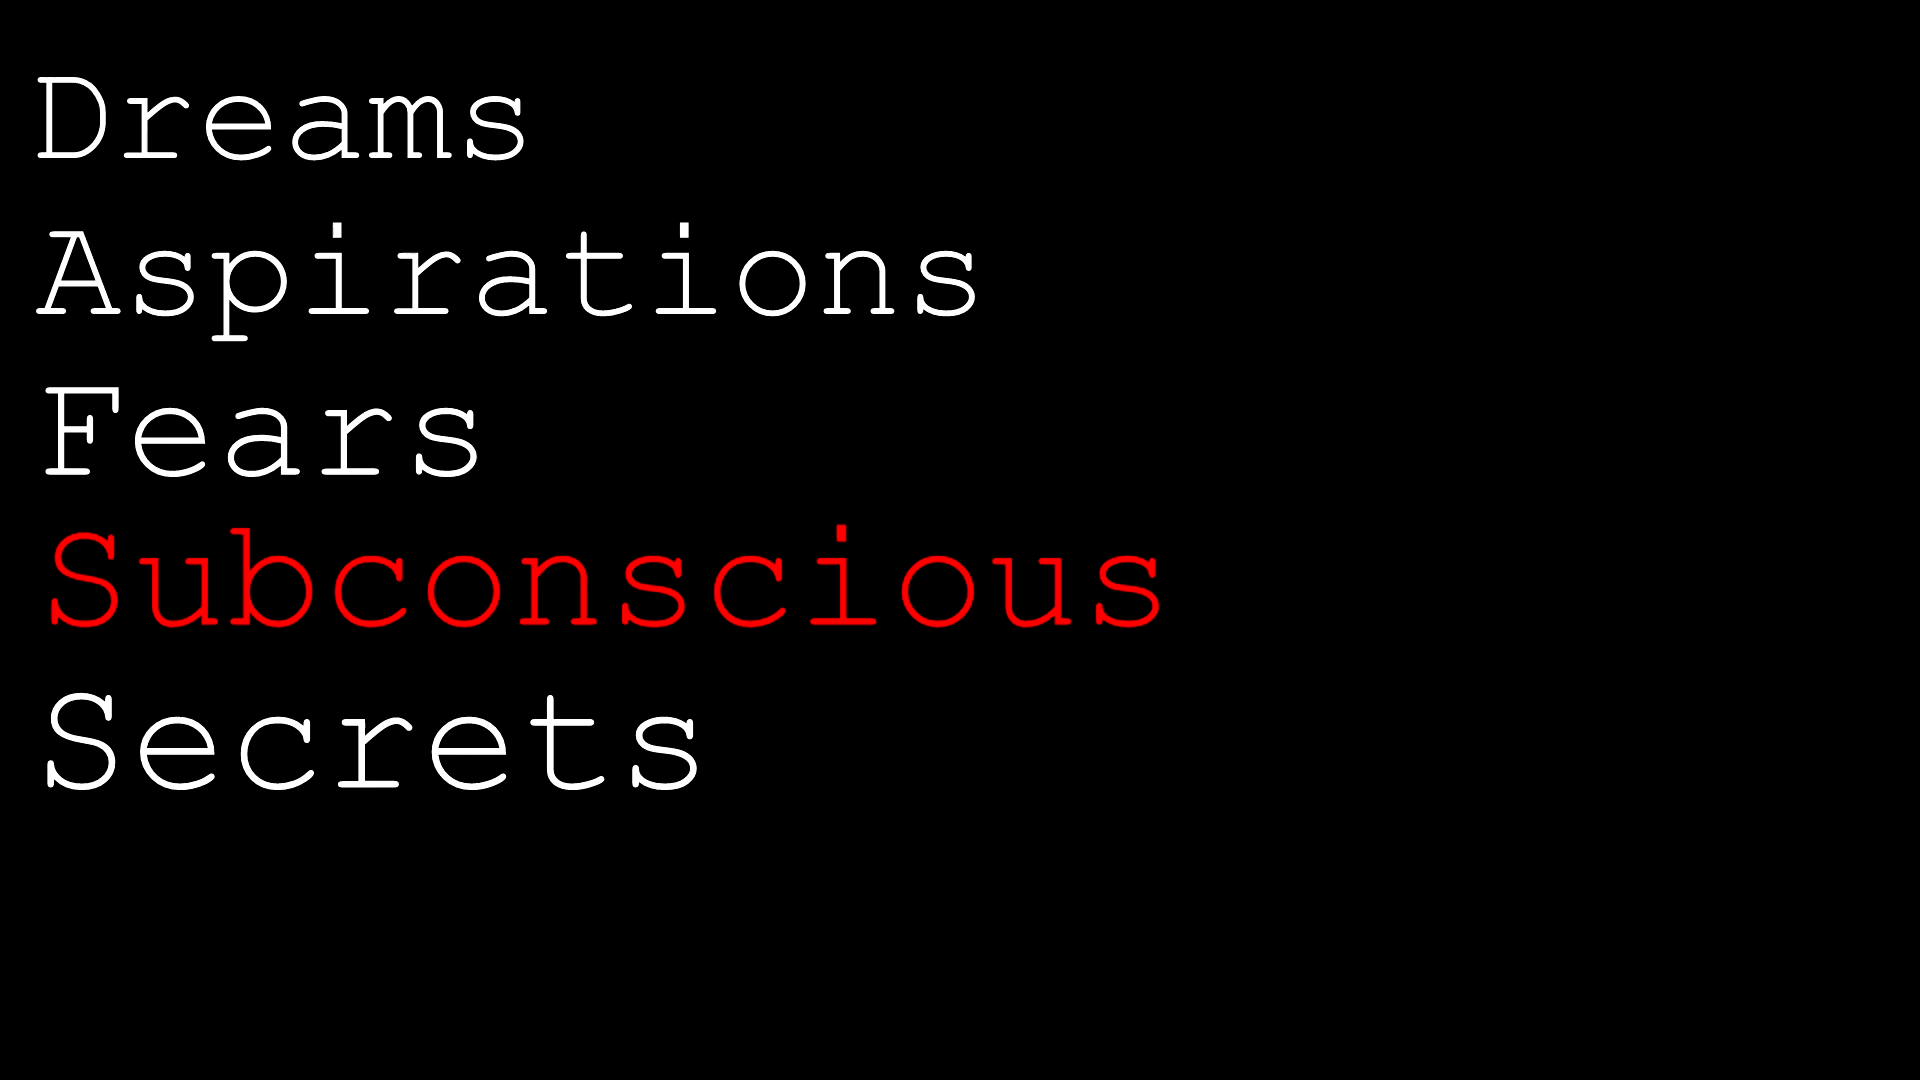 Dreams
Aspirations
Fears
Subconscious
Secrets